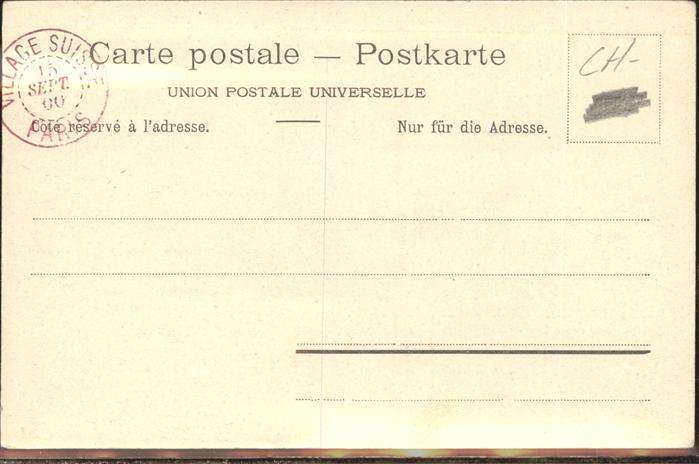 VILLAGE SUISSE
15
SEPT.
00
PARIS
Carte postale — Postkarte
UNION POSTALE UNIVERSELLE
Côté réservé à l'adresse.
Nur für die Adresse.
CH-